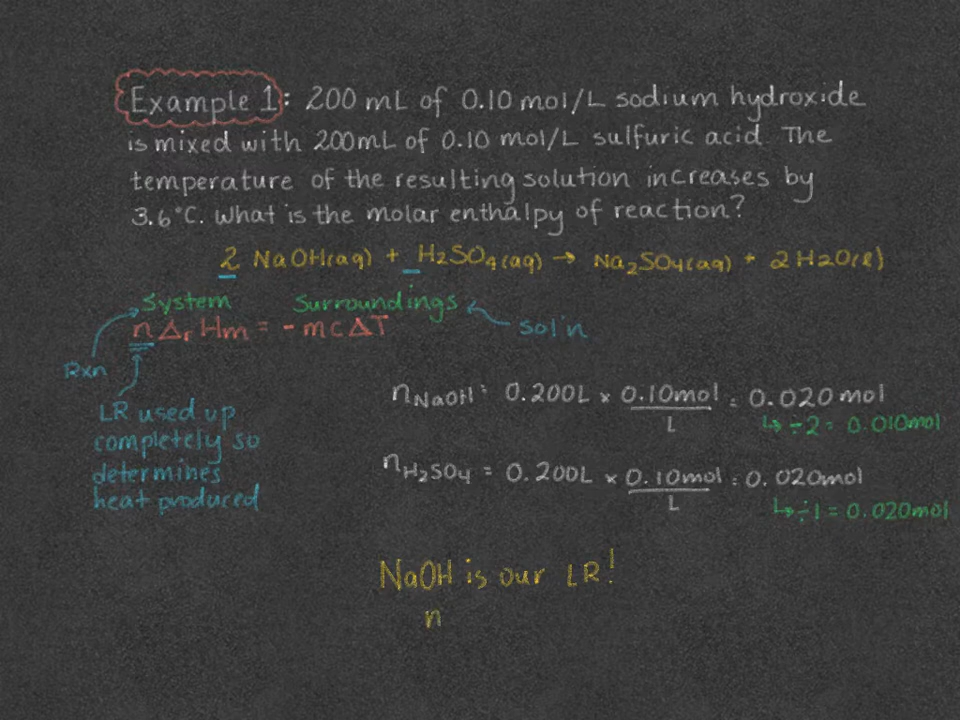 Example 1: 200 mL of 0.10 mol/L sodium hydroxide
is mixed with 200mL of 0.10 mol/L sulfuric acid. The
temperature of the resulting solution increases by
3.6°C. What is the molar enthalpy of reaction?
2 NaOH(aq) + H₂SO₄(aq) → Na₂SO₄(aq) + 2H2O(l)
System Surroundings
nΔᵣHm = -mcΔT
sol'n
Rxn
LR used up
completely so
determines
heat produced
nNaOH = 0.200L × 0.10mol/L = 0.020 mol
↳ ÷2 = 0.010mol
nH₂SO₄ = 0.200L × 0.10mol/L = 0.020mol
↳ ÷1 = 0.020mol
NaOH is our LR!
n